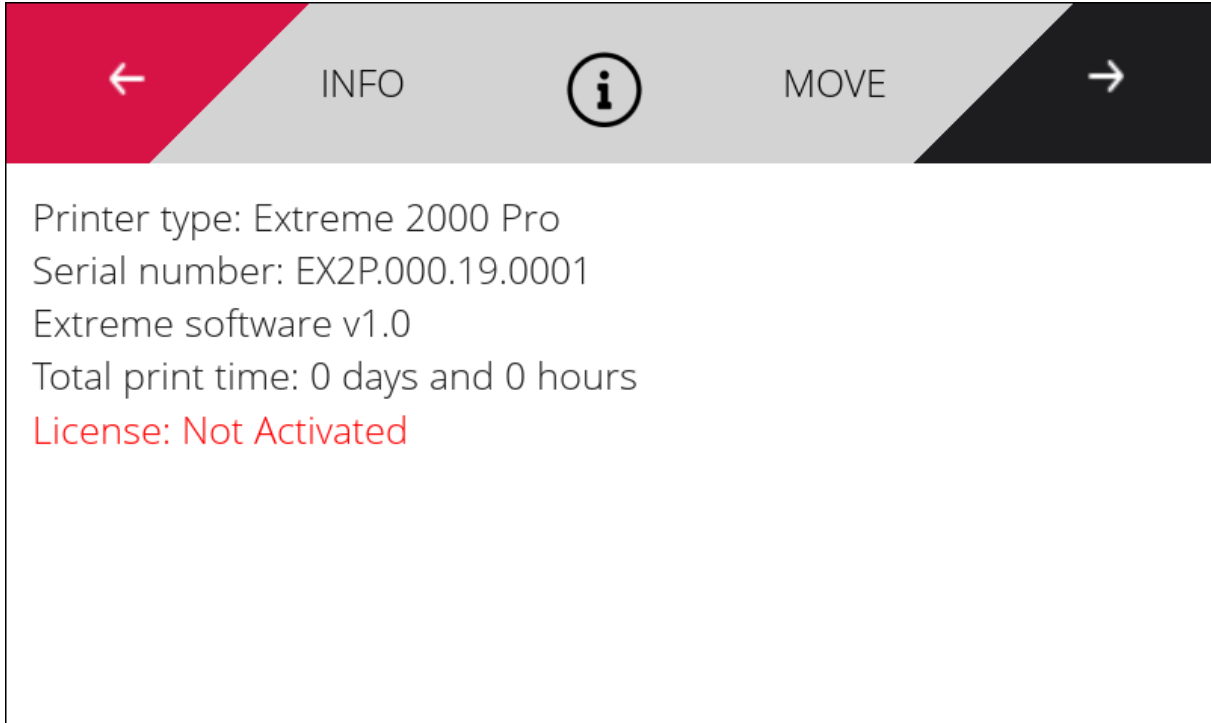 INFO MOVE
Printer type: Extreme 2000 Pro
Serial number: EX2P.000.19.0001
Extreme software v1.0
Total print time: 0 days and 0 hours
License: Not Activated